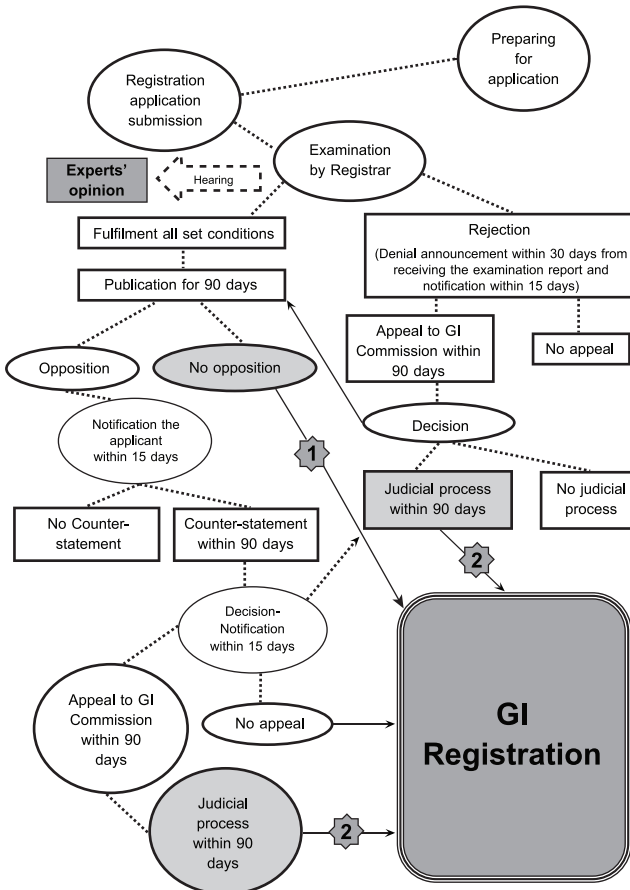 Preparing
for
application
Registration
application
submission
Examination
by Registrar
Experts'
opinion
Hearing
Fulfilment all set conditions
Rejection
(Denial announcement within 30 days from
receiving the examination report and
notification within 15 days)
Publication for 90 days
Appeal to GI
Commission within
90 days
No appeal
Opposition
No opposition
Decision
Notification the
applicant
within 15 days
1
Judicial process
within 90 days
No judicial
process
No Counter-
statement
Counter-statement
within 90 days
2
Decision-
Notification
within 15 days
Appeal to GI
Commission
within 90
days
No appeal
GI
Registration
Judicial
process
within 90
days
2